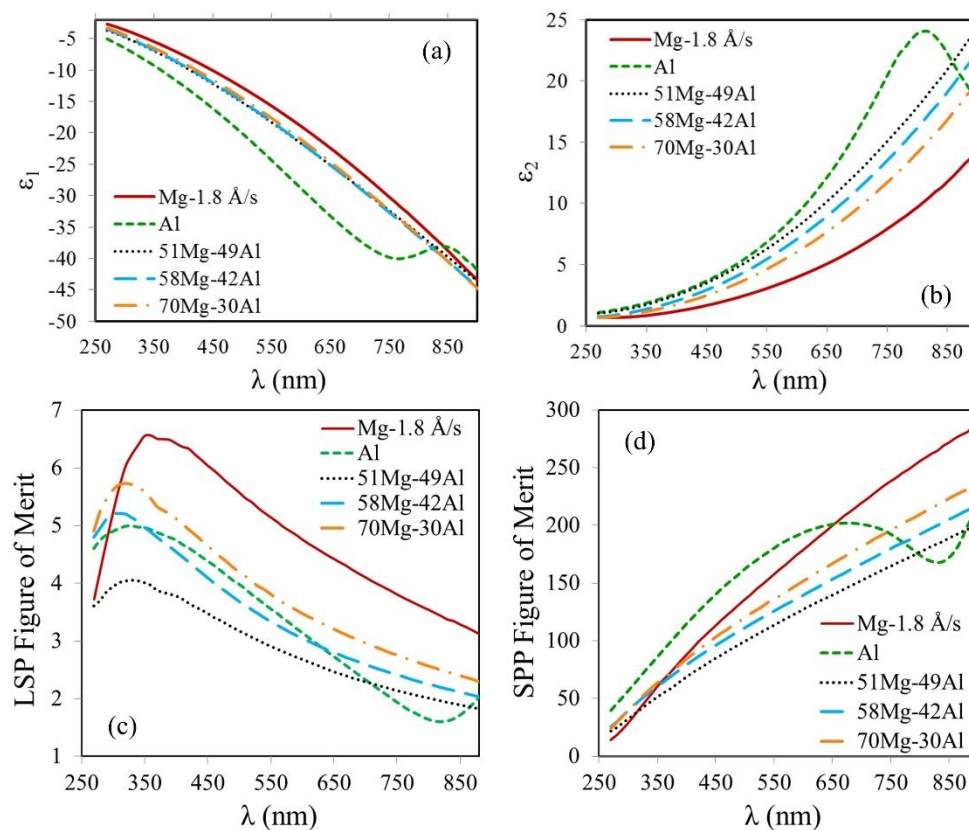 (a)
-5
-10
-15
-20
-25
-30
-35
-40
-45
-50
ε1
Mg-1.8 Å/s
Al
51Mg-49Al
58Mg-42Al
70Mg-30Al
250 350 450 550 650 750 850
λ (nm)
25
20
15
10
5
0
ε2
Mg-1.8 Å/s
Al
51Mg-49Al
58Mg-42Al
70Mg-30Al
(b)
250 350 450 550 650 750 850
λ (nm)
7
6
5
4
3
2
1
LSP Figure of Merit
Mg-1.8 Å/s
Al
51Mg-49Al
58Mg-42Al
70Mg-30Al
(c)
250 350 450 550 650 750 850
λ (nm)
300
250
200
150
100
50
0
SPP Figure of Merit
(d)
Mg-1.8 Å/s
Al
51Mg-49Al
58Mg-42Al
70Mg-30Al
250 350 450 550 650 750 850
λ (nm)